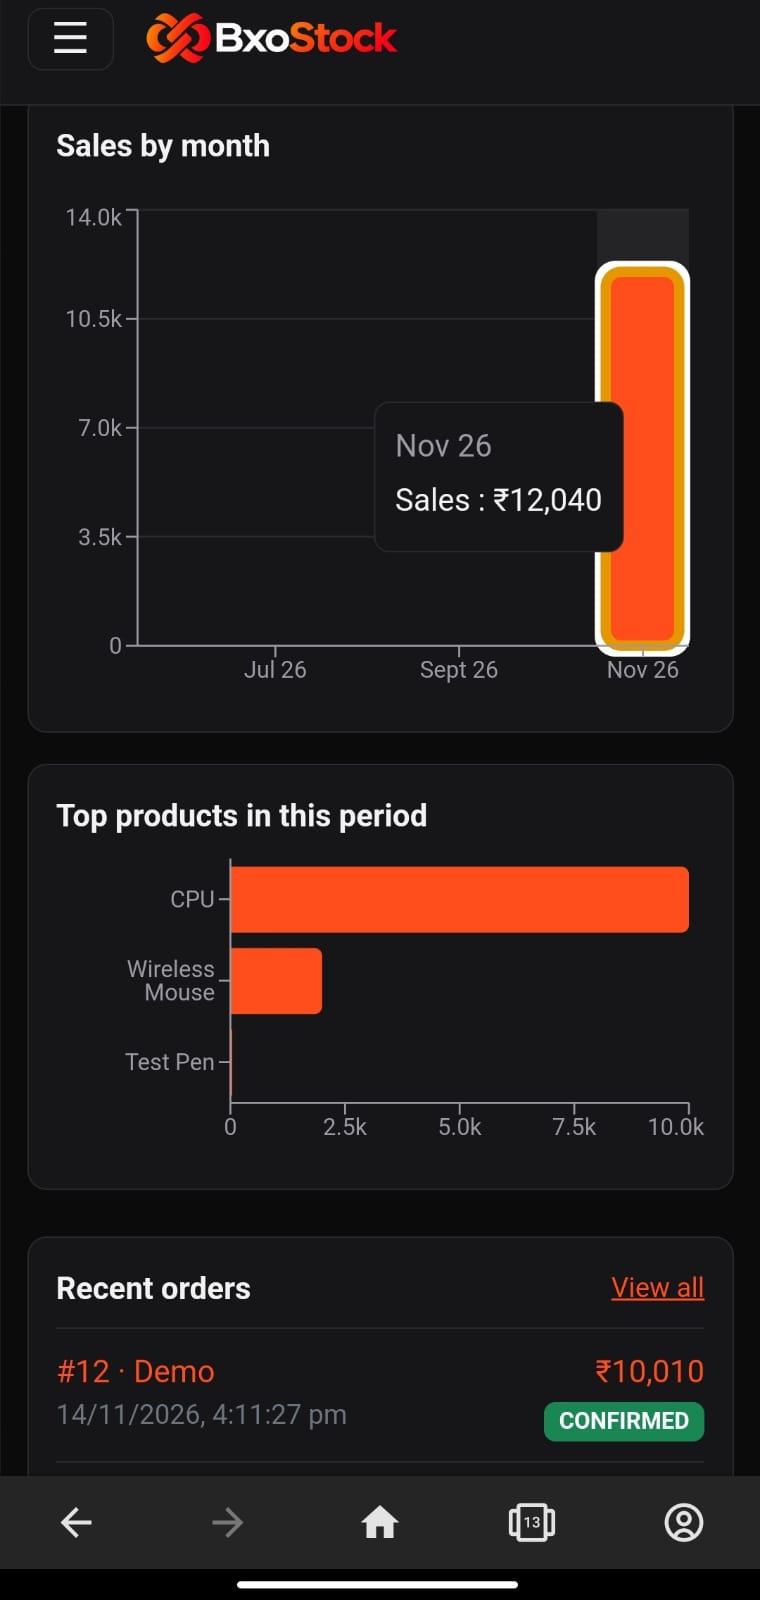 BxoStock
Sales by month
14.0k
10.5k
7.0k
3.5k
0
Nov 26
Sales : ₹12,040
Jul 26
Sept 26
Nov 26
Top products in this period
CPU
Wireless
Mouse
Test Pen
0
2.5k
5.0k
7.5k
10.0k
Recent orders
View all
#12 · Demo
₹10,010
14/11/2026, 4:11:27 pm
CONFIRMED
13